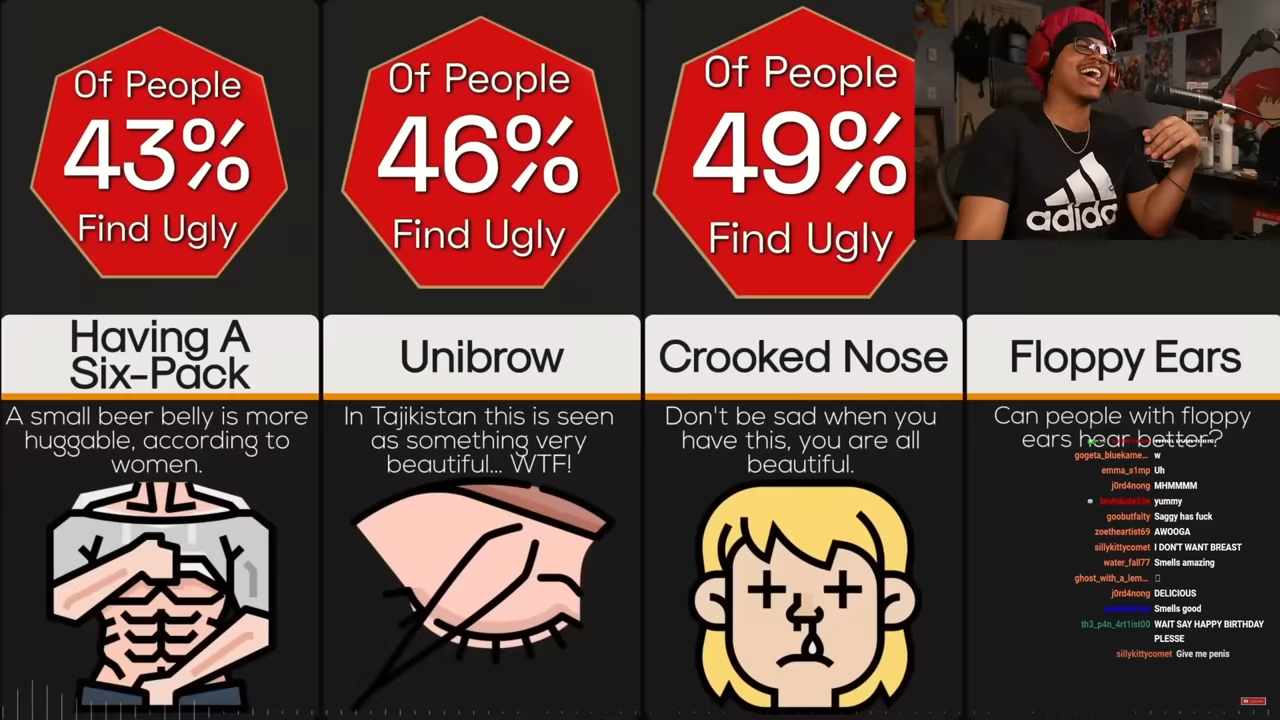 Of People
43%
Find Ugly
Having A
Six-Pack
A small beer belly is more
huggable, according to
women.
Of People
46%
Find Ugly
Unibrow
In Tajikistan this is seen
as something very
beautiful... WTF!
Of People
49%
Find Ugly
Crooked Nose
Don't be sad when you
have this, you are all
beautiful.
adidas
Floppy Ears
Can people with floppy
ears hear better?
gogeta_bluekame... w
emma_s1mp Uh
j0rd4nong MHMMMM
yummy
goobutfalty Saggy has fuck
zoetheartist69 AWOOGA
sillykittycomet I DON'T WANT BREAST
water_fall77 Smells amazing
ghost_with_a_lem...
j0rd4nong DELICIOUS
Smells good
th3_p4n_4rt1ist00 WAIT SAY HAPPY BIRTHDAY
PLESSE
sillykittycomet Give me penis